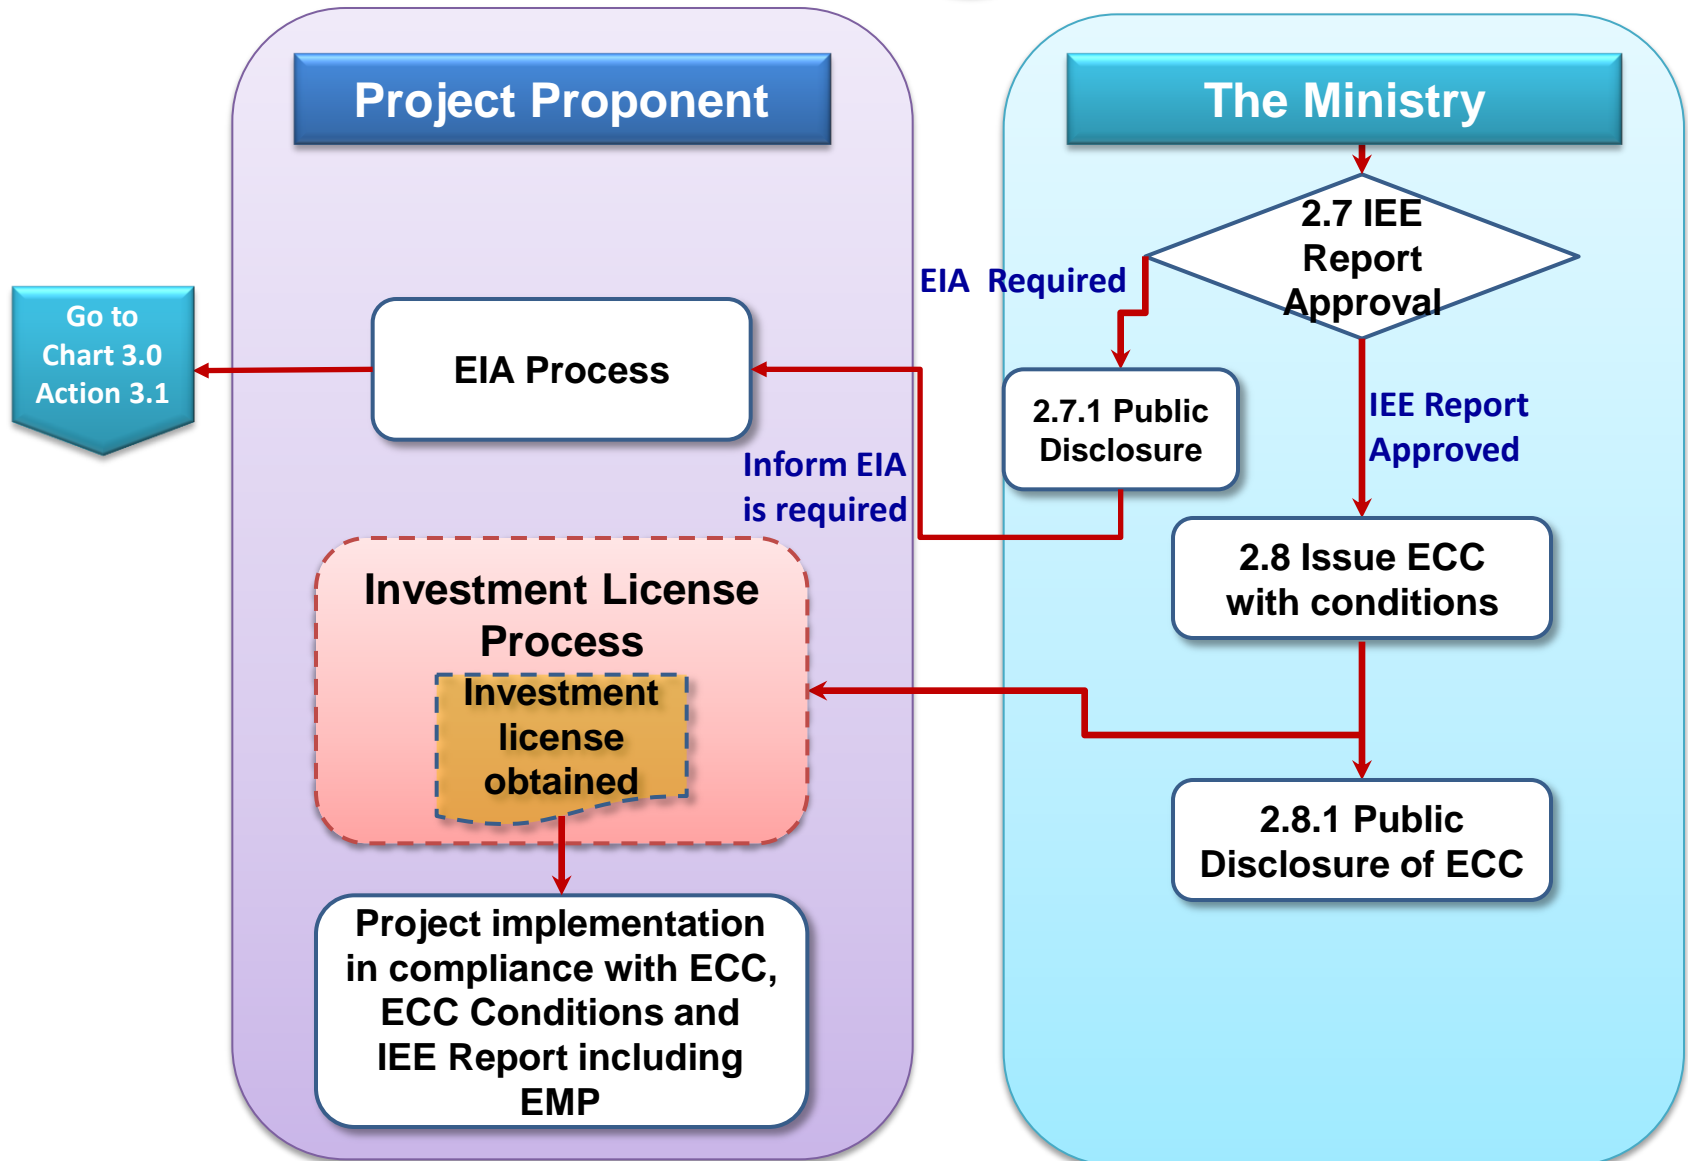 Project Proponent
The Ministry
2.7 IEE
Report
Approval
EIA  Required
Go to
Chart 3.0
Action 3.1
EIA Process
2.7.1 Public
Disclosure
IEE Report
Approved
Inform EIA
is required
2.8 Issue ECC
with conditions
Investment License
Process
Investment
license
obtained
2.8.1 Public
Disclosure of ECC
Project implementation
in compliance with ECC,
ECC Conditions and
IEE Report including
EMP